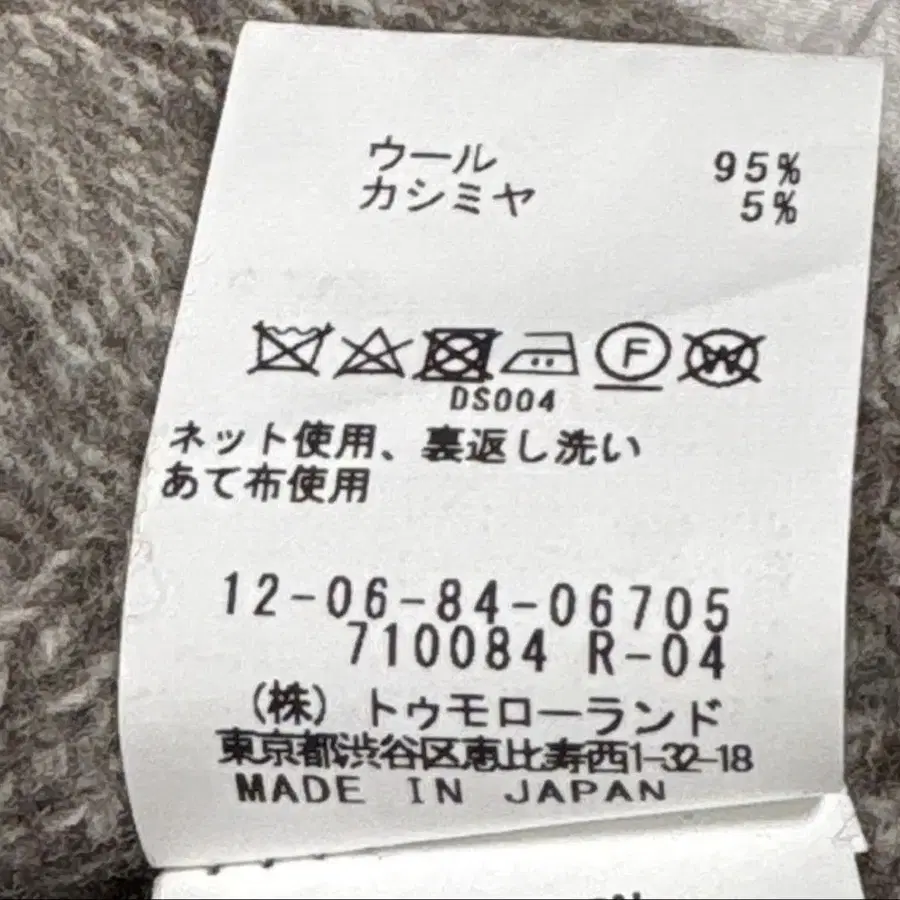 ウール 95%
カシミヤ 5%
F W
DS004
ネット使用、裏返し洗い
あて布使用
12-06-84-06705
710084 R-04
(株)トゥモローランド
東京都渋谷区恵比寿西1-32-18
MADE IN JAPAN